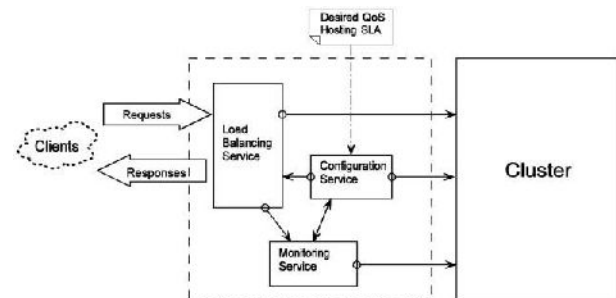 Desired QoS
Hosting SLA
Requests
Load
Balancing
Service
Clients
Responses
Configuration
Service
Cluster
Monitoring
Service